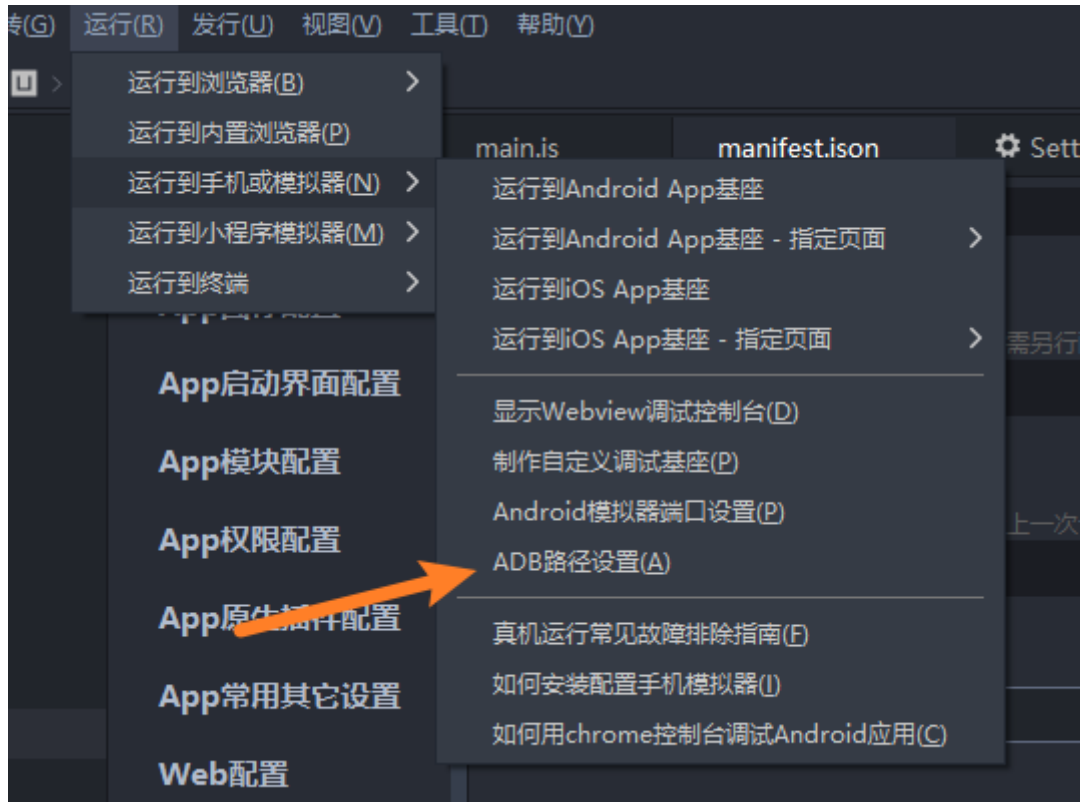 转(G) 运行(R) 发行(U) 视图(V) 工具(T) 帮助(Y)
U >
运行到浏览器(B)
运行到内置浏览器(P)
运行到手机或模拟器(N)
运行到小程序模拟器(M)
运行到终端
main.js manifest.json Sett
运行到Android App基座
运行到Android App基座 - 指定页面
运行到iOS App基座
运行到iOS App基座 - 指定页面
显示Webview调试控制台(D)
制作自定义调试基座(P)
Android模拟器端口设置(P)
ADB路径设置(A)
真机运行常见故障排除指南(F)
如何安装配置手机模拟器(I)
如何用chrome控制台调试Android应用(C)
App启动界面配置
App模块配置
App权限配置
App原生插件配置
App常用其它设置
Web配置
需另行
上一次